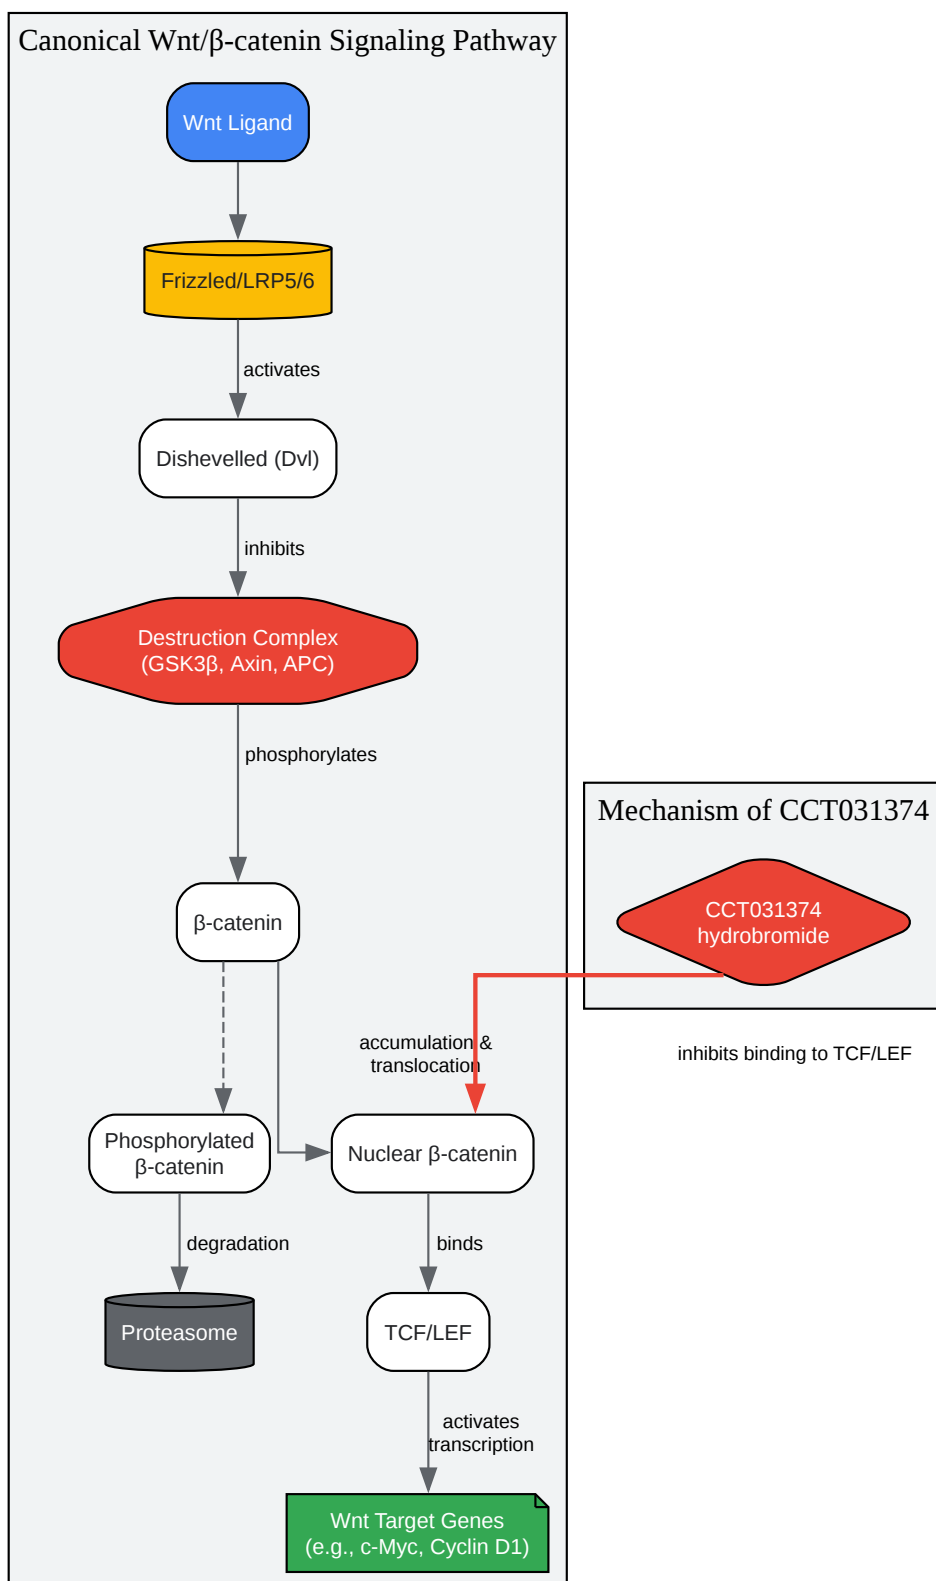 Canonical Wnt/β-catenin Signaling Pathway
Wnt Ligand
Frizzled/LRP5/6
activates
Dishevelled (Dvl)
inhibits
Destruction Complex
(GSK3β, Axin, APC)
phosphorylates
Mechanism of CCT031374
CCT031374
hydrobromide
β-catenin
accumulation &
translocation
inhibits binding to TCF/LEF
Phosphorylated
β-catenin
Nuclear β-catenin
degradation
binds
Proteasome
TCF/LEF
activates
transcription
Wnt Target Genes
(e.g., c-Myc, Cyclin D1)